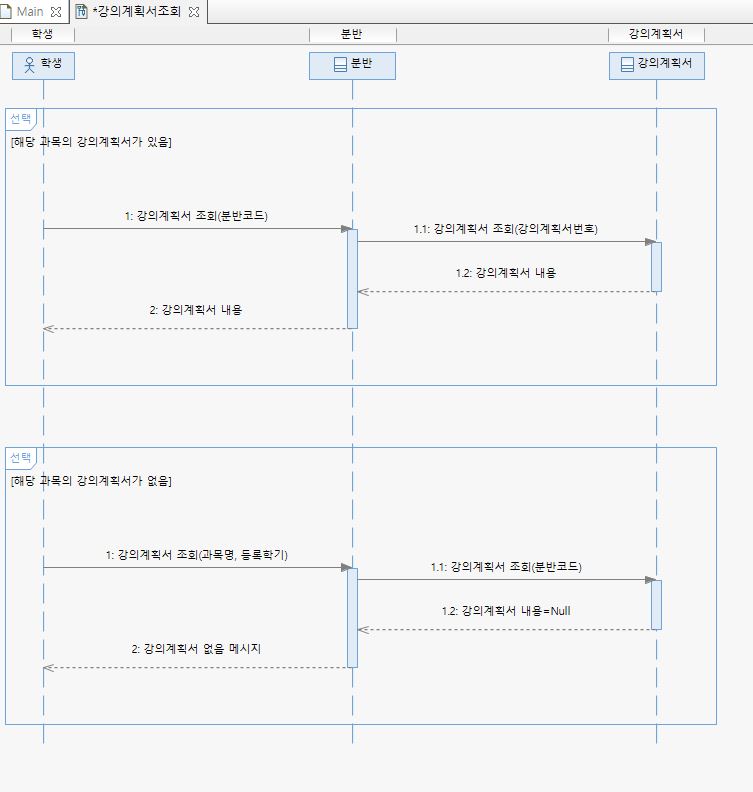 Main
*강의계획서조회
학생 분반 강의계획서
학생 분반 강의계획서
선택
[해당 과목의 강의계획서가 있음]
1: 강의계획서 조회(분반코드)
1.1: 강의계획서 조회(강의계획서번호)
1.2: 강의계획서 내용
2: 강의계획서 내용
선택
[해당 과목의 강의계획서가 없음]
1: 강의계획서 조회(과목명, 등록학기)
1.1: 강의계획서 조회(분반코드)
1.2: 강의계획서 내용=Null
2: 강의계획서 없음 메시지